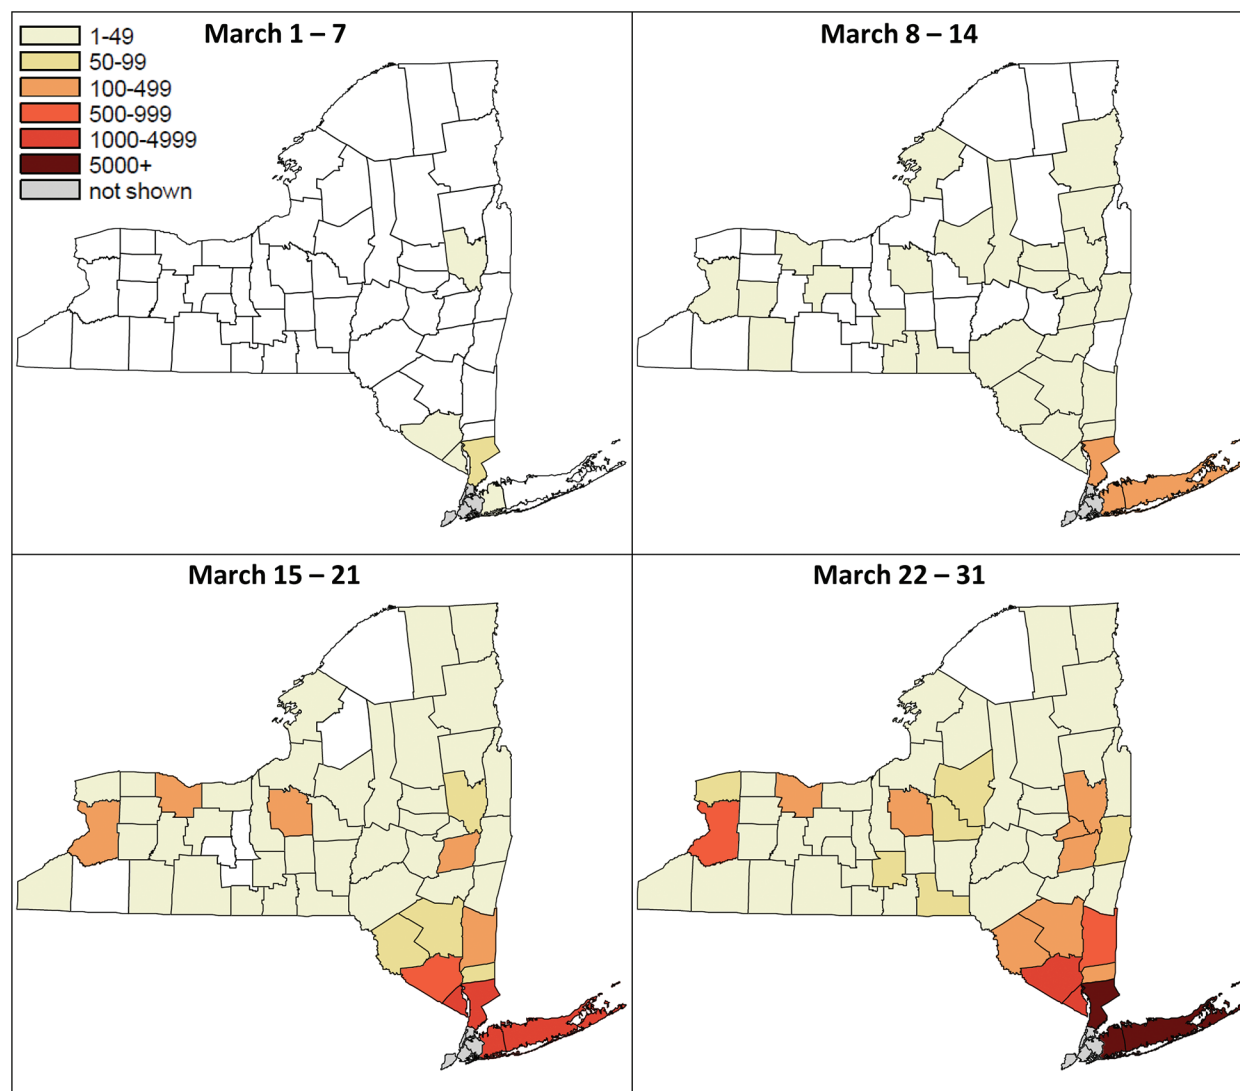 March 1 – 7
1-49
50-99
100-499
500-999
1000-4999
5000+
not shown
March 8 – 14
March 15 – 21
March 22 – 31